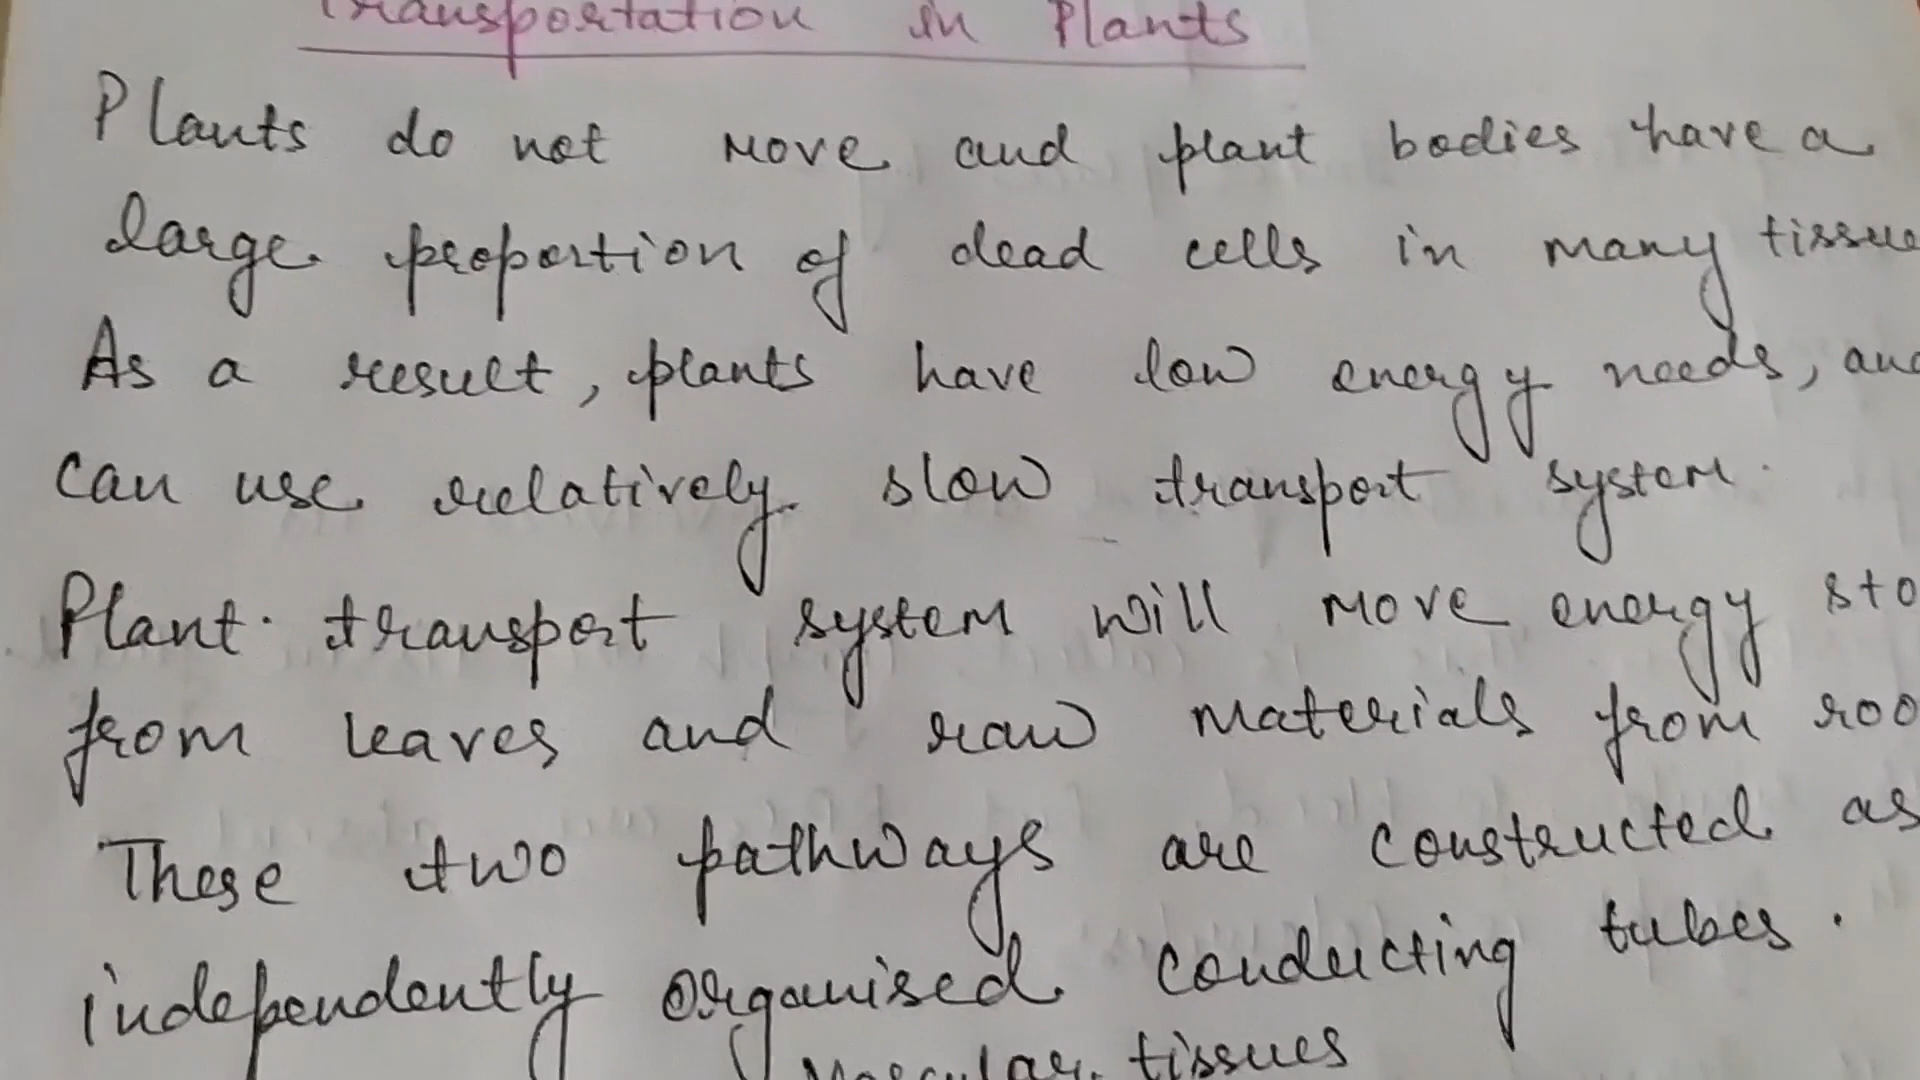 Transportation in Plants
Plants do not move and plant bodies have a
large proportion of dead cells in many tissue
As a result, plants have low energy needs, and
can use relatively slow transport system.
Plant transport system will move energy sto
from leaves and raw materials from roo
These two pathways are constructed as
independently organised conducting tubes.
Vascular tissues